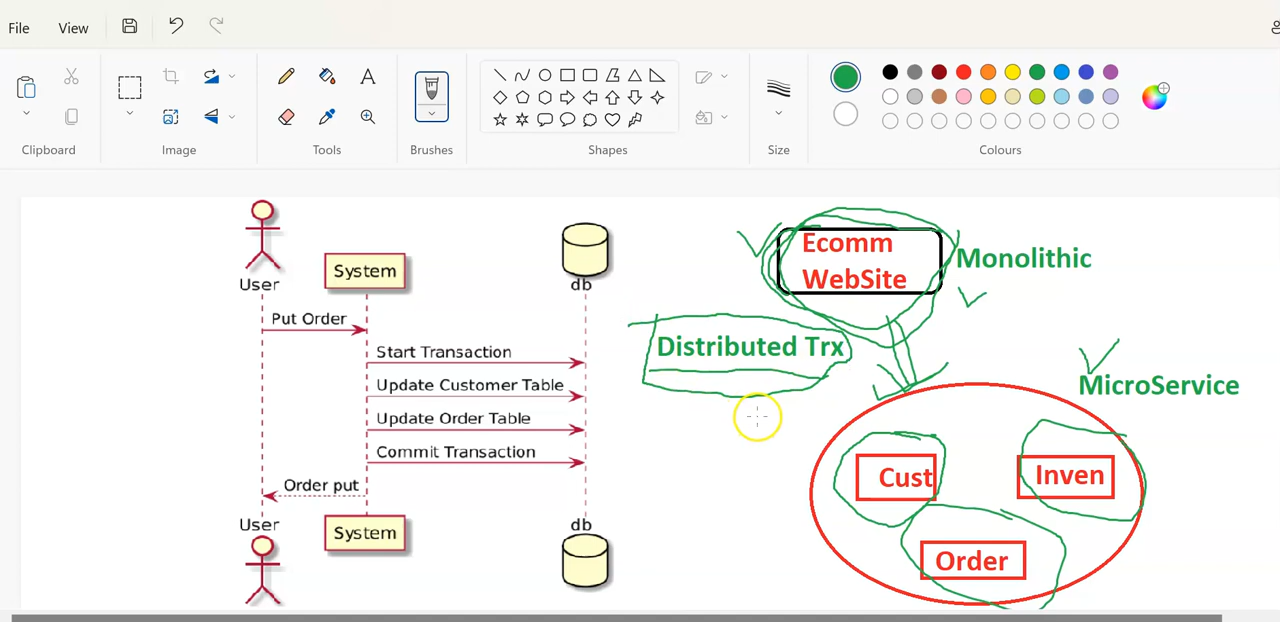 File View
Clipboard
Image
Tools
Brushes
Shapes
Size
Colours
User
System
db
Put Order
Start Transaction
Update Customer Table
Update Order Table
Commit Transaction
Order put
User
System
db
Ecomm
WebSite
Monolithic
Distributed Trx
MicroService
Cust
Inven
Order